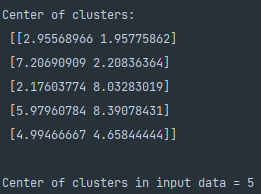 Center of clusters:
[[2.95568966 1.95775862]
[7.20690909 2.20836364]
[2.17603774 8.03283019]
[5.97960784 8.39078431]
[4.99466667 4.65844444]]
Center of clusters in input data = 5